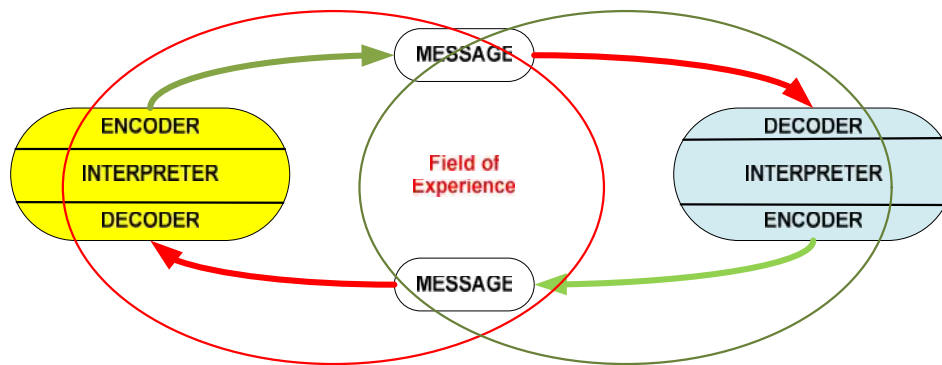 MESSAGE
ENCODER
INTERPRETER
DECODER
Field of
Experience
DECODER
INTERPRETER
ENCODER
MESSAGE